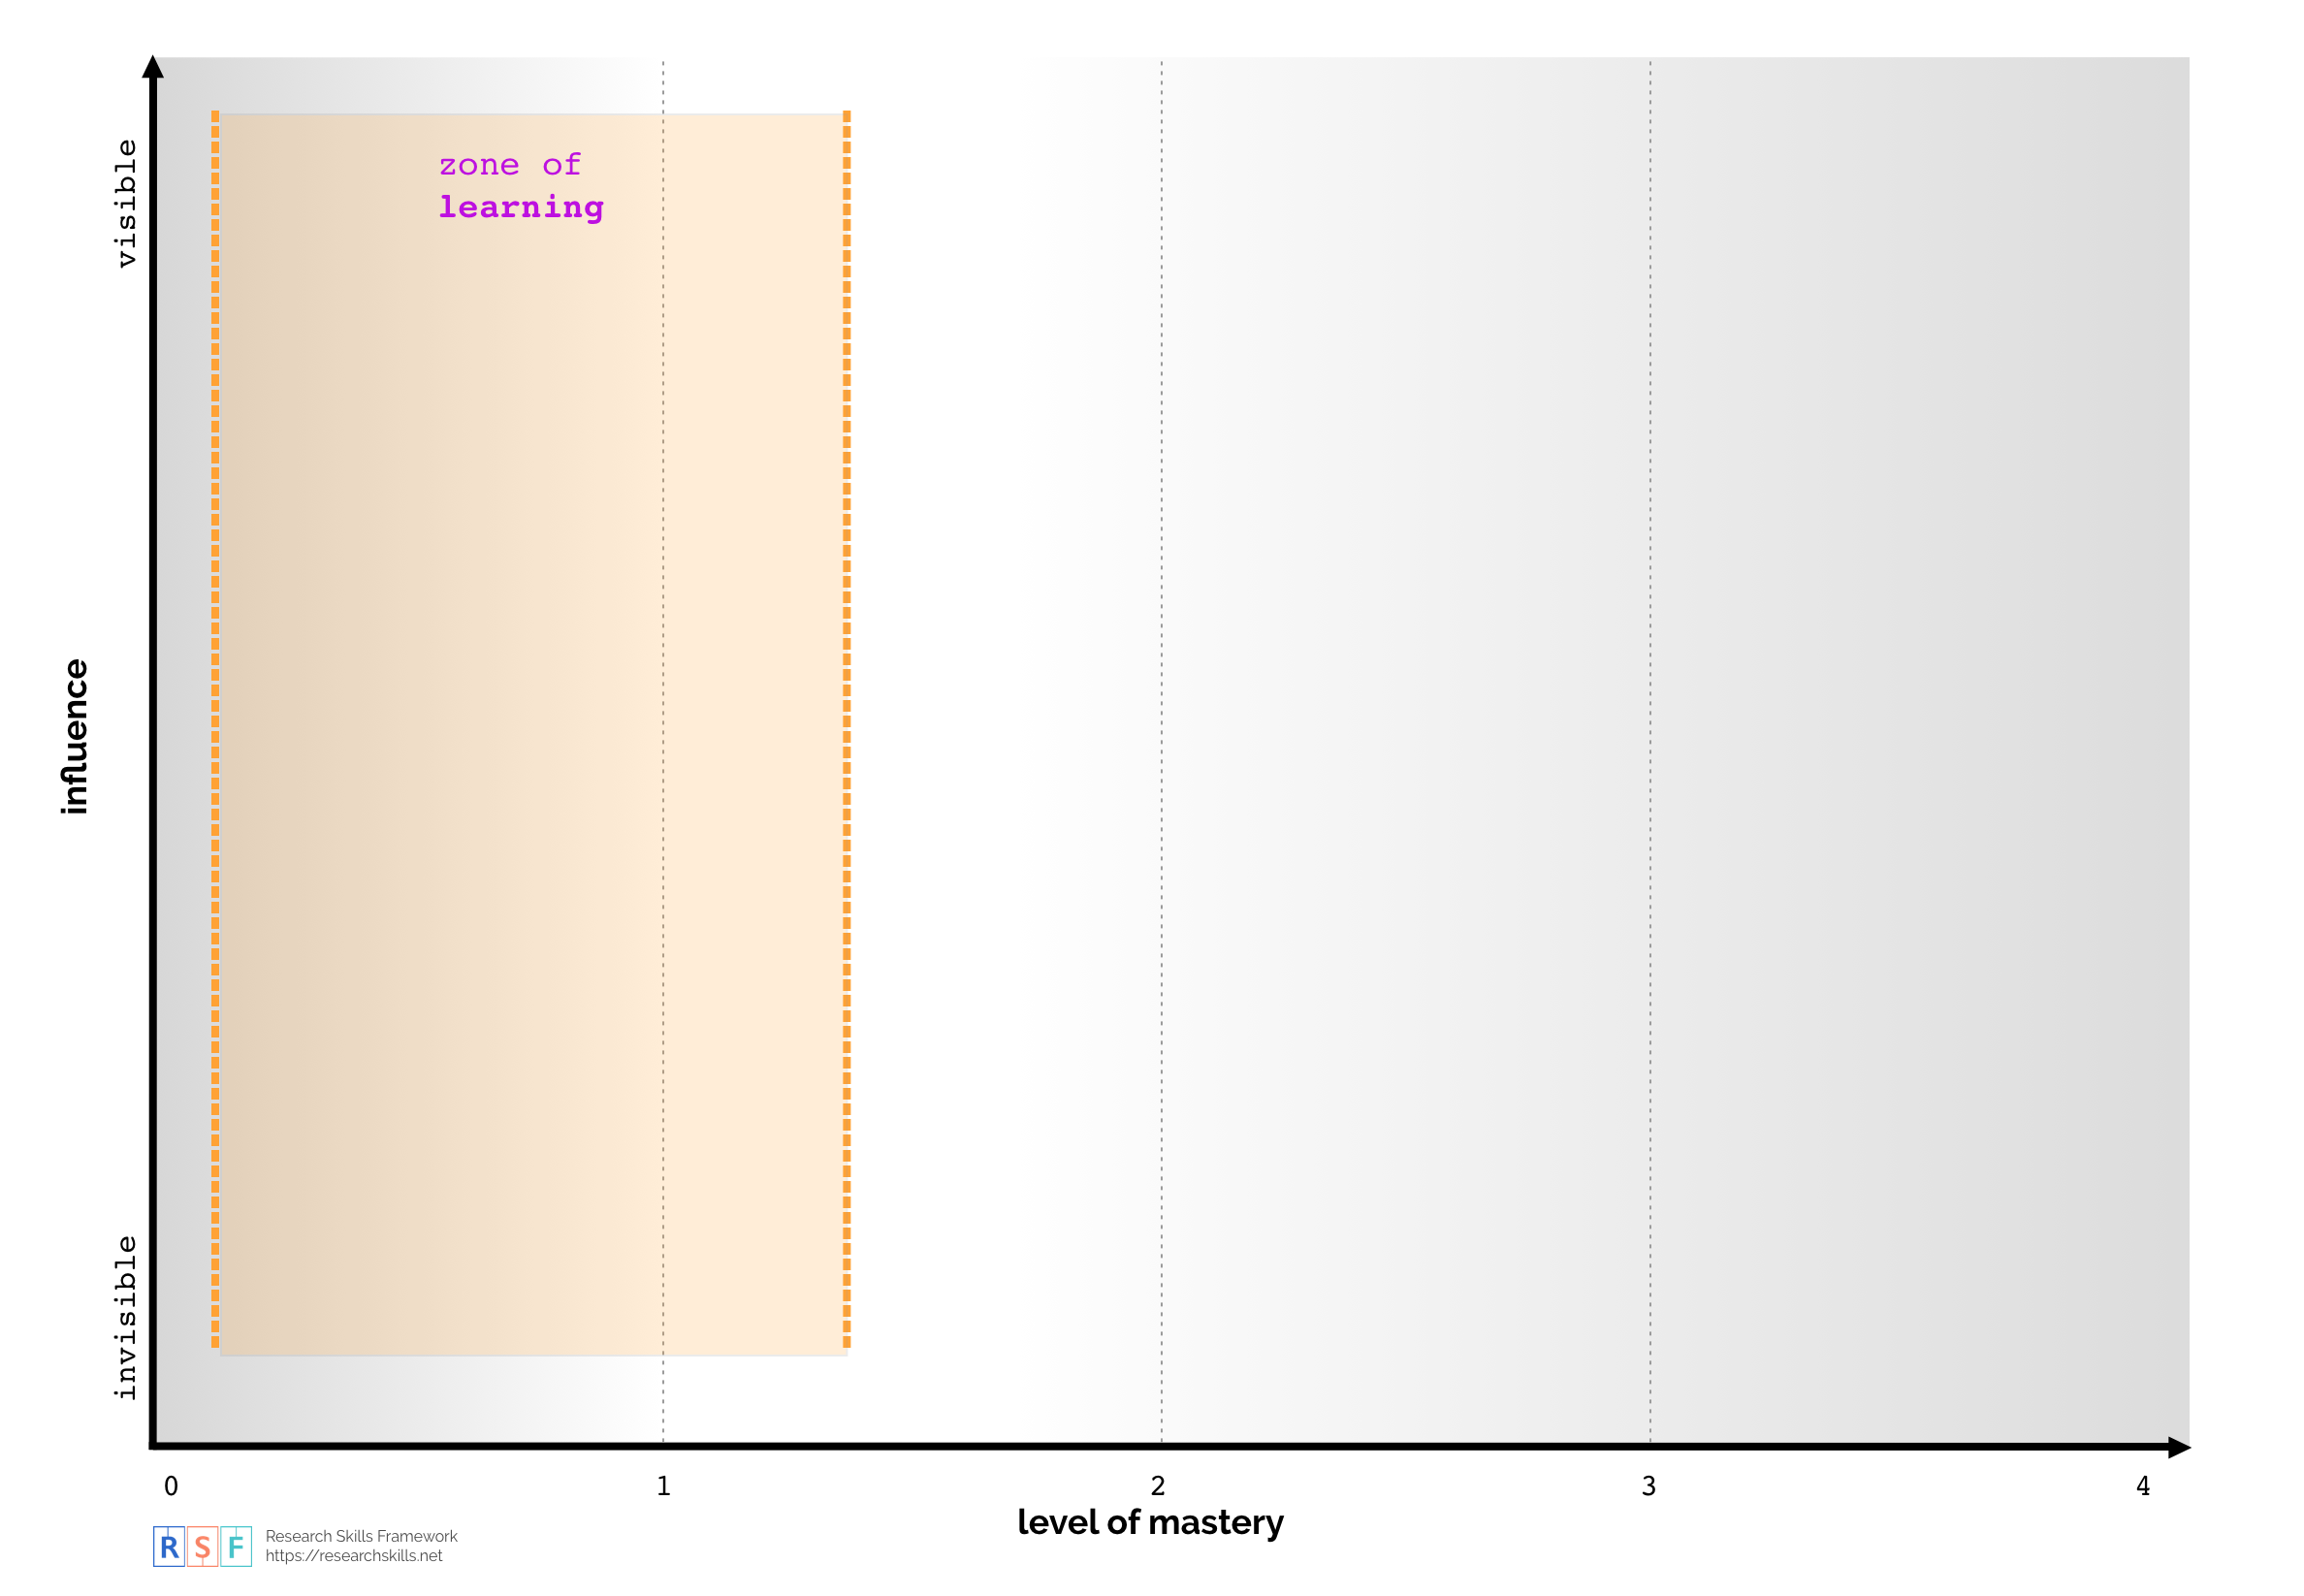 visible
zone of
learning
influence
invisible
0 1 2 3 4
level of mastery
RSF
Research Skills Framework
https://researchskills.net